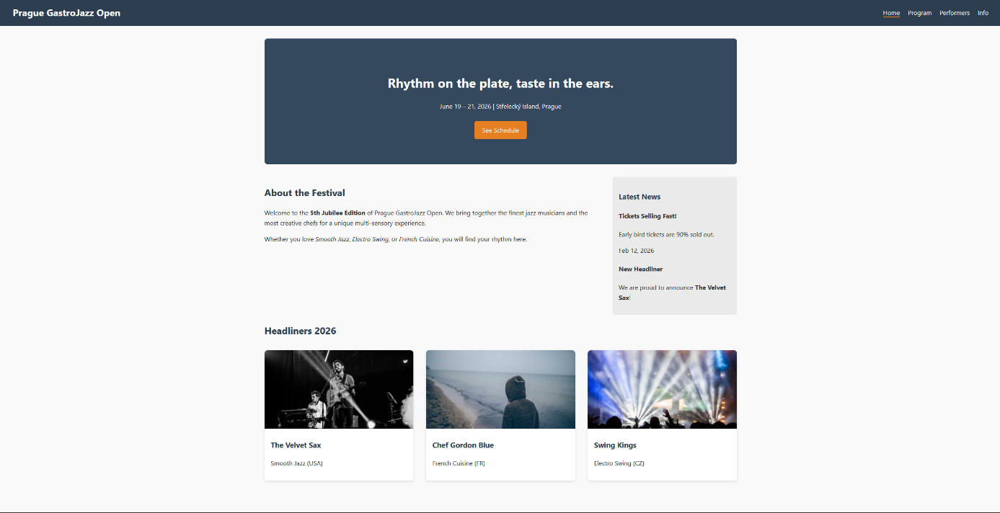 Prague GastroJazz Open
Home Program Performers Info
Rhythm on the plate, taste in the ears.
June 19 – 21, 2026 | Střelecký Island, Prague
See Schedule
About the Festival
Welcome to the 5th Jubilee Edition of Prague GastroJazz Open. We bring together the finest jazz musicians and the
most creative chefs for a unique multi-sensory experience.
Whether you love Smooth Jazz, Electro Swing, or French Cuisine, you will find your rhythm here.
Latest News
Tickets Selling Fast!
Early bird tickets are 90% sold out.
Feb 12, 2026
New Headliner
We are proud to announce The Velvet
Sax!
Headliners 2026
The Velvet Sax
Smooth Jazz (USA)
Chef Gordon Blue
French Cuisine (FR)
Swing Kings
Electro Swing (CZ)